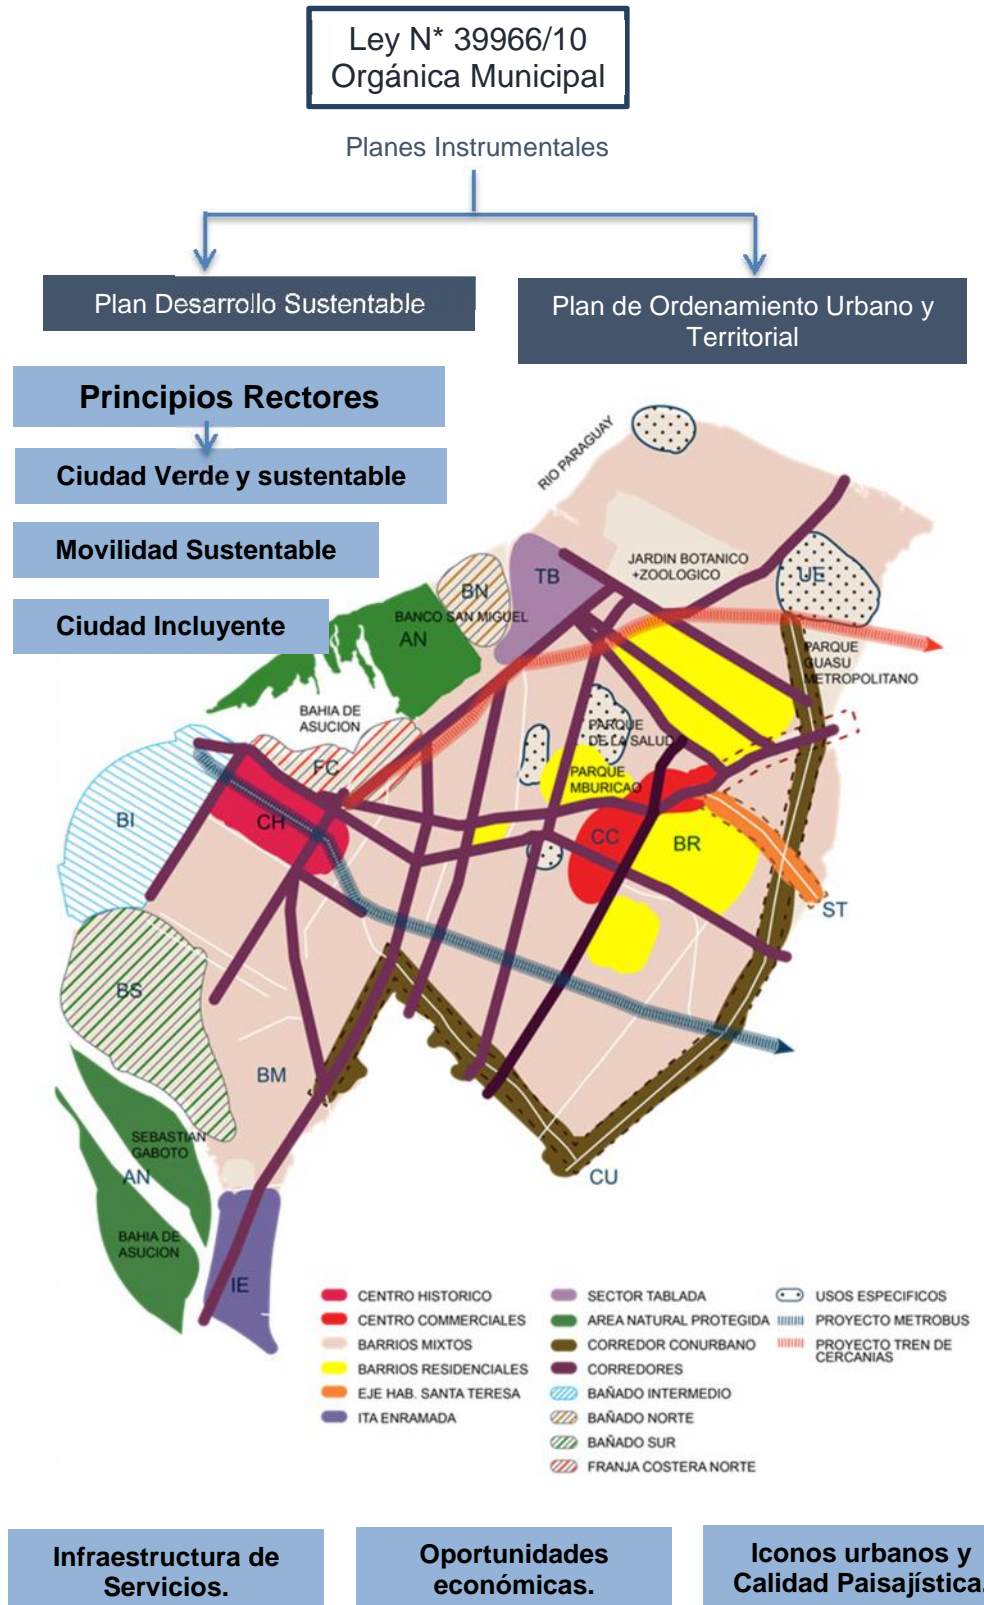 Ley N* 39966/10
Orgánica Municipal
Planes Instrumentales
Plan Desarrollo Sustentable
Plan de Ordenamiento Urbano y
Territorial
Principios Rectores
Ciudad Verde y sustentable
Movilidad Sustentable
Ciudad Incluyente
RIO PARAGUAY
JARDIN BOTANICO
+ZOOLOGICO
UE
TB
BN
BANCO SAN MIGUEL
AN
PARQUE
GUASU
METROPOLITANO
BAHIA DE
ASUCION
PARQUE
DE LA SALUD
PARQUE
MBURICAO
FC
BI
CH
CC
BR
ST
BS
BM
SEBASTIAN
GABOTO
AN
CU
BAHIA DE
ASUCION
IE
CENTRO HISTORICO
CENTRO COMMERCIALES
BARRIOS MIXTOS
BARRIOS RESIDENCIALES
EJE HAB. SANTA TERESA
ITA ENRAMADA
SECTOR TABLADA
AREA NATURAL PROTEGIDA
CORREDOR CONURBANO
CORREDORES
BAÑADO INTERMEDIO
BAÑADO NORTE
BAÑADO SUR
FRANJA COSTERA NORTE
USOS ESPECIFICOS
PROYECTO METROBUS
PROYECTO TREN DE
CERCANIAS
Infraestructura de
Servicios.
Oportunidades
económicas.
Iconos urbanos y
Calidad Paisajística.